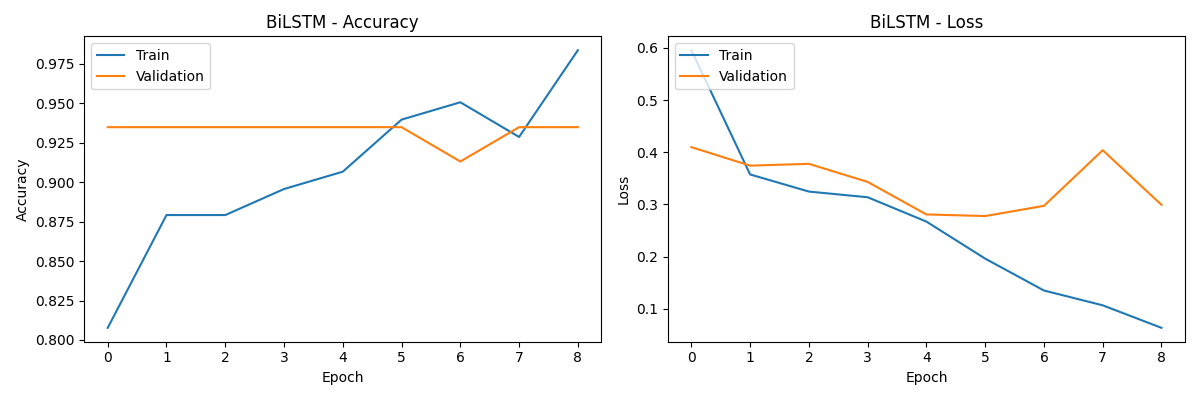 BiLSTM - Accuracy
Train
Validation
0.975
0.950
0.925
0.900
0.875
0.850
0.825
0.800
Accuracy
0 1 2 3 4 5 6 7 8
Epoch
BiLSTM - Loss
Train
Validation
0.6
0.5
0.4
0.3
0.2
0.1
Loss
0 1 2 3 4 5 6 7 8
Epoch